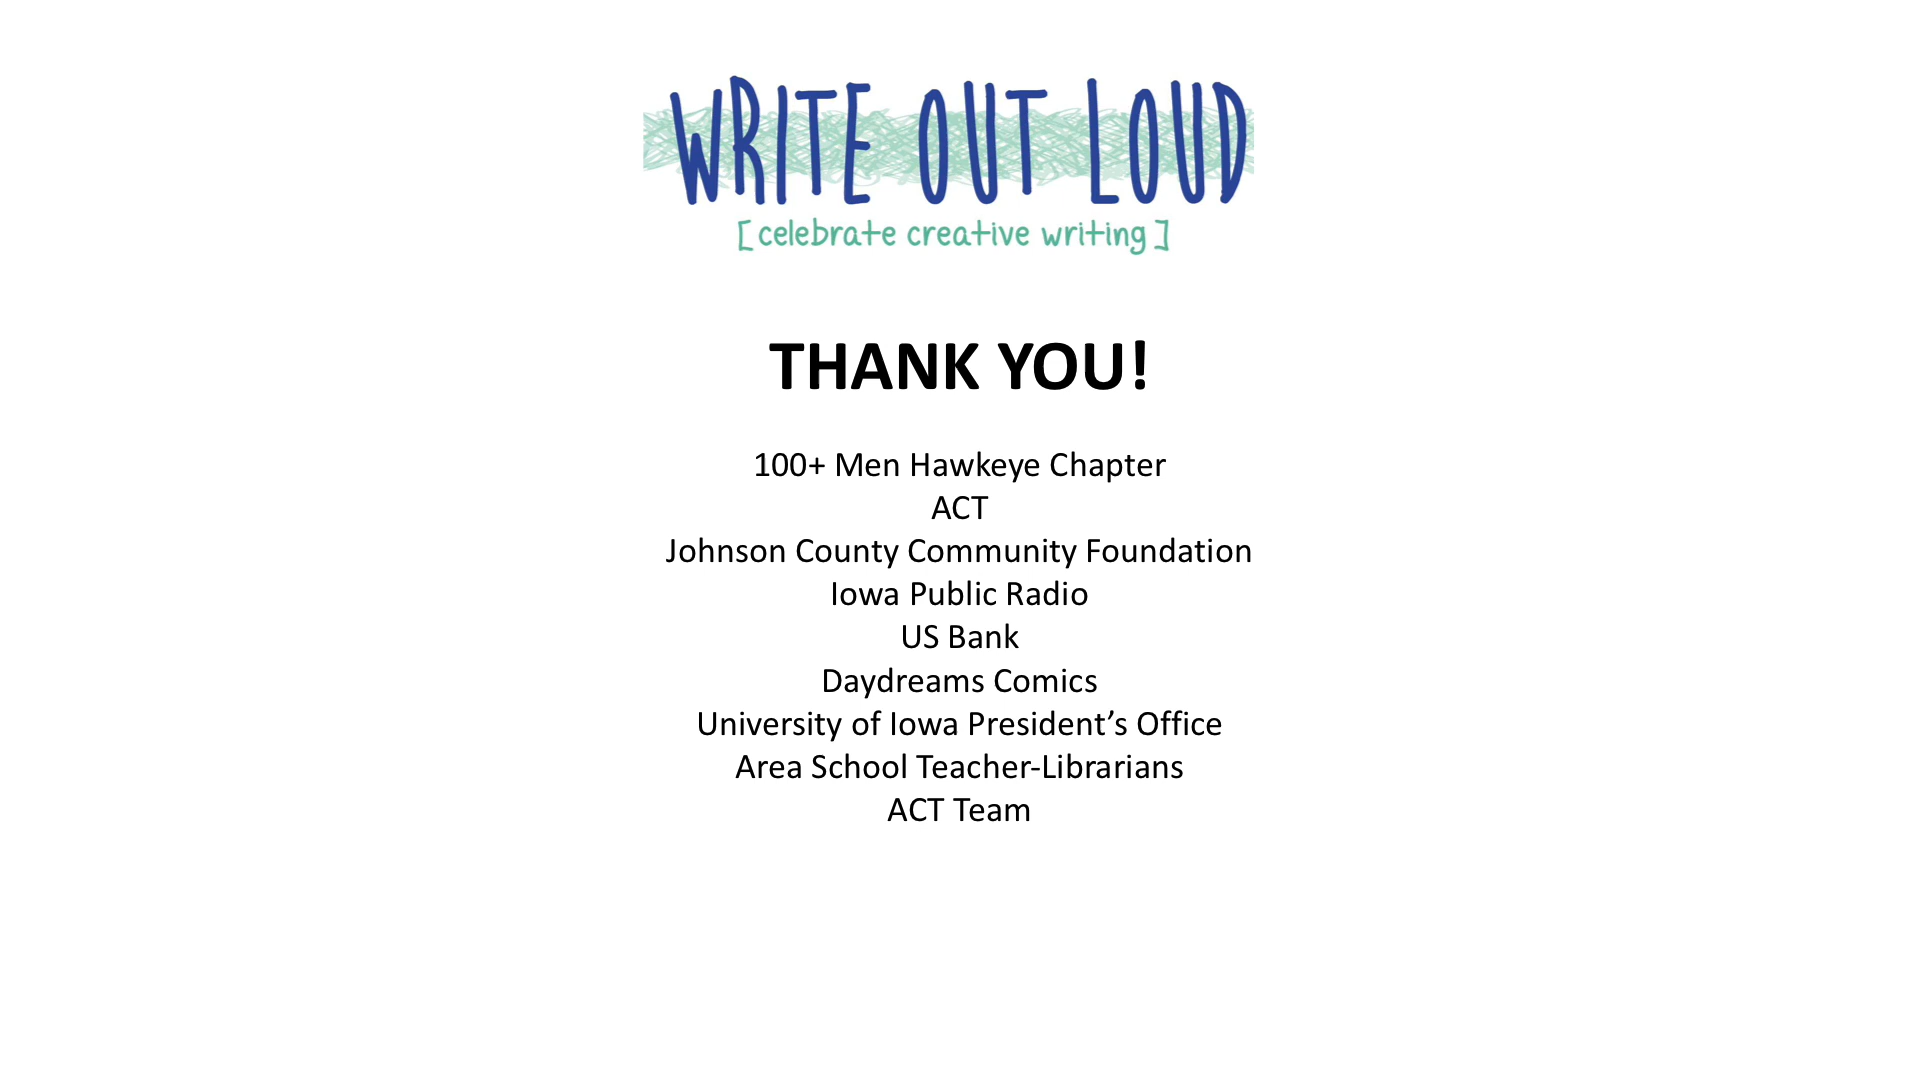 WRITE OUT LOUD
[celebrate creative writing]
THANK YOU!
100+ Men Hawkeye Chapter
ACT
Johnson County Community Foundation
Iowa Public Radio
US Bank
Daydreams Comics
University of Iowa President’s Office
Area School Teacher-Librarians
ACT Team